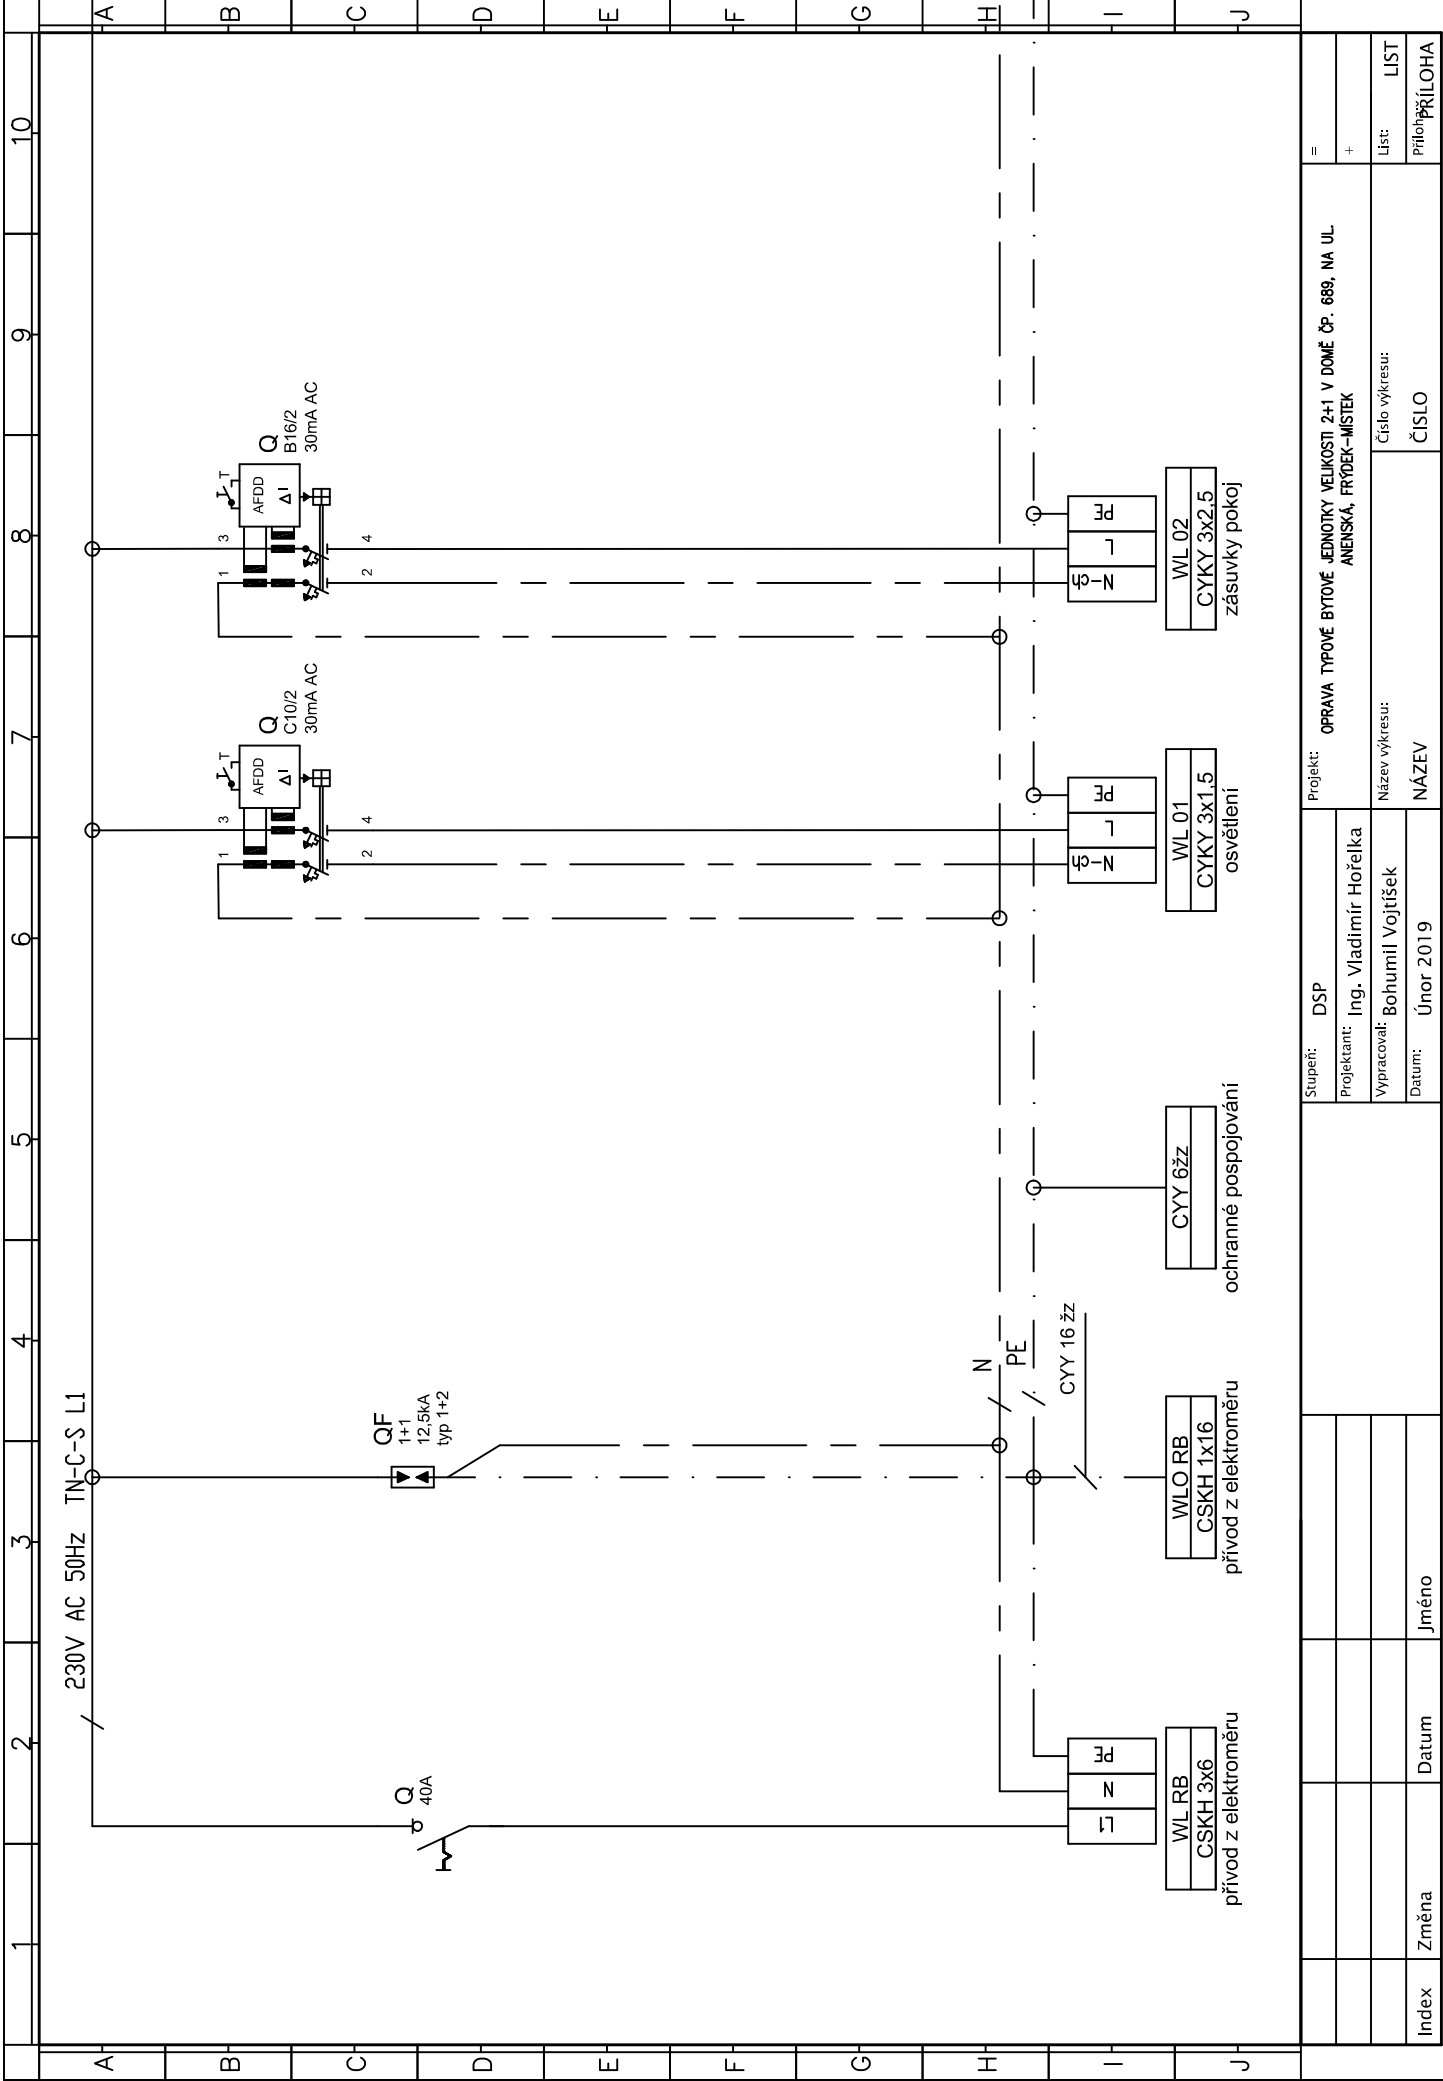 1 2 3 4 5 6 7 8 9 10
A A
B B
C C
D D
E E
F F
G G
H H
I I
J J
230V AC 50Hz TN-C-S L1
Q
40A
QF
1+1
12,5kA
typ 1+2
T
AFDD
ΔI
Q
C10/2
30mA AC
1 3
2 4
T
AFDD
ΔI
Q
B16/2
30mA AC
1 3
2 4
N
PE
CYY 16 žz
L1 N PE
WL RB
CSKH 3x6
přívod z elektroměru
WLO RB
CSKH 1x16
přívod z elektroměru
CYY 6žz
ochranné pospojování
N-ch L PE
WL 01
CYKY 3x1,5
osvětlení
N-ch L PE
WL 02
CYKY 3x2,5
zásuvky pokoj
Index Změna Datum Jméno
Stupeň: DSP
Projektant: Ing. Vladimír Hořelka
Vypracoval: Bohumil Vojtíšek
Datum: Únor 2019
Projekt: OPRAVA TYPOVÉ BYTOVÉ JEDNOTKY VELIKOSTI 2+1 V DOMĚ ČP. 689, NA UL.
ANENSKÁ, FRÝDEK-MÍSTEK
Název výkresu:
NÁZEV
Číslo výkresu:
ČISLO
=
+
List: LIST
Příloha: PŘÍLOHA